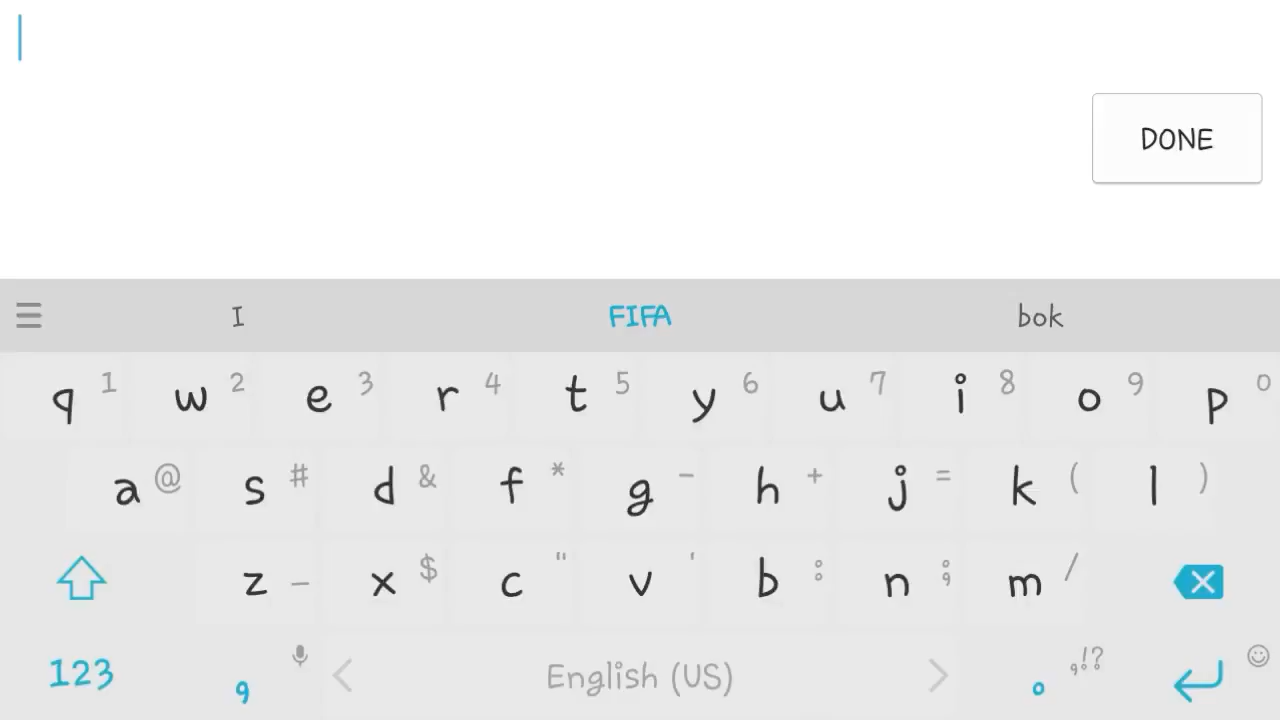 DONE
I FIFA bok
q 1 w 2 e 3 r 4 t 5 y 6 u 7 i 8 o 9 p 0
a @ s # d & f * g - h + j = k ( l )
z _ x $ c " v ' b : n ; m /
123 , < English (US) > . ,!?